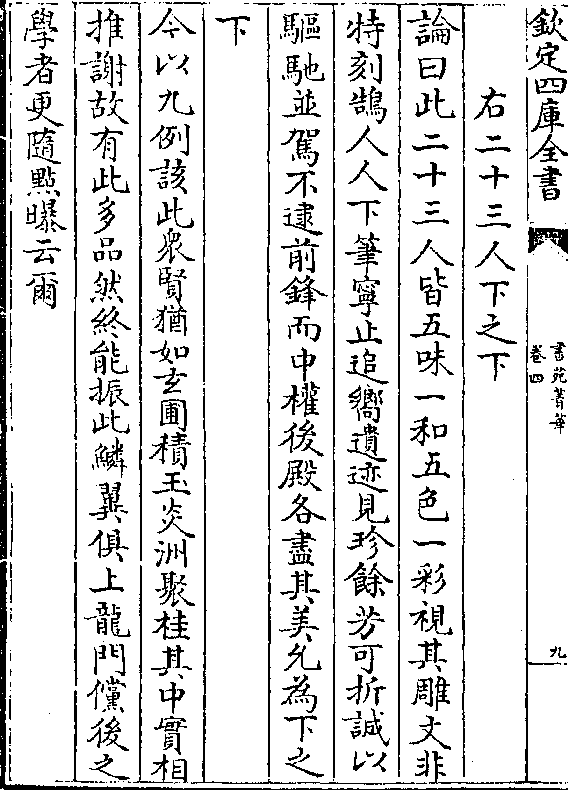 欽定四庫全書
書苑菁華
卷四
九
右二十三人下之下
論曰此二十三人皆五味一和五色一彩視其雕文非
特刻鵠人人下筆寧止追嚮遺迹見珍餘芳可折誠以
驅馳並駕不逮前鋒而中權後殿各盡其美允為下之
下
今以九例該此衆賢猶如玄圃積玉炎洲聚桂其中實相
推謝故有此多品然終能振此鱗翼俱上龍門儻後之
學者更隨點曝云爾